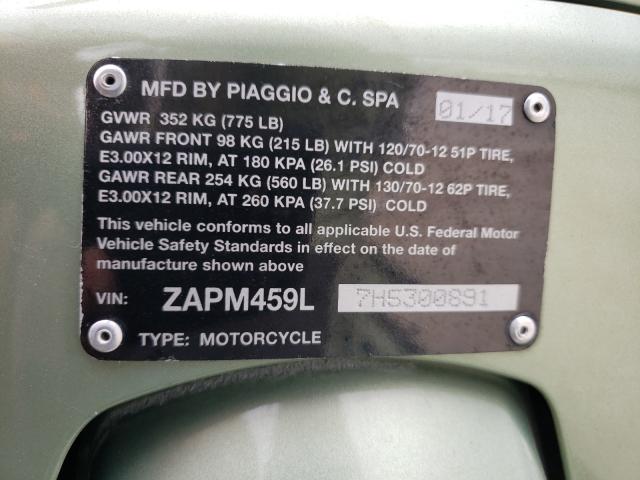 MFD BY PIAGGIO & C. SPA 01/17
GVWR 352 KG (775 LB)
GAWR FRONT 98 KG (215 LB) WITH 120/70-12 51P TIRE,
E3.00X12 RIM, AT 180 KPA (26.1 PSI) COLD
GAWR REAR 254 KG (560 LB) WITH 130/70-12 62P TIRE,
E3.00X12 RIM, AT 260 KPA (37.7 PSI) COLD
This vehicle conforms to all applicable U.S. Federal Motor
Vehicle Safety Standards in effect on the date of
manufacture shown above
VIN: ZAPM459L 7H5300891
TYPE: MOTORCYCLE